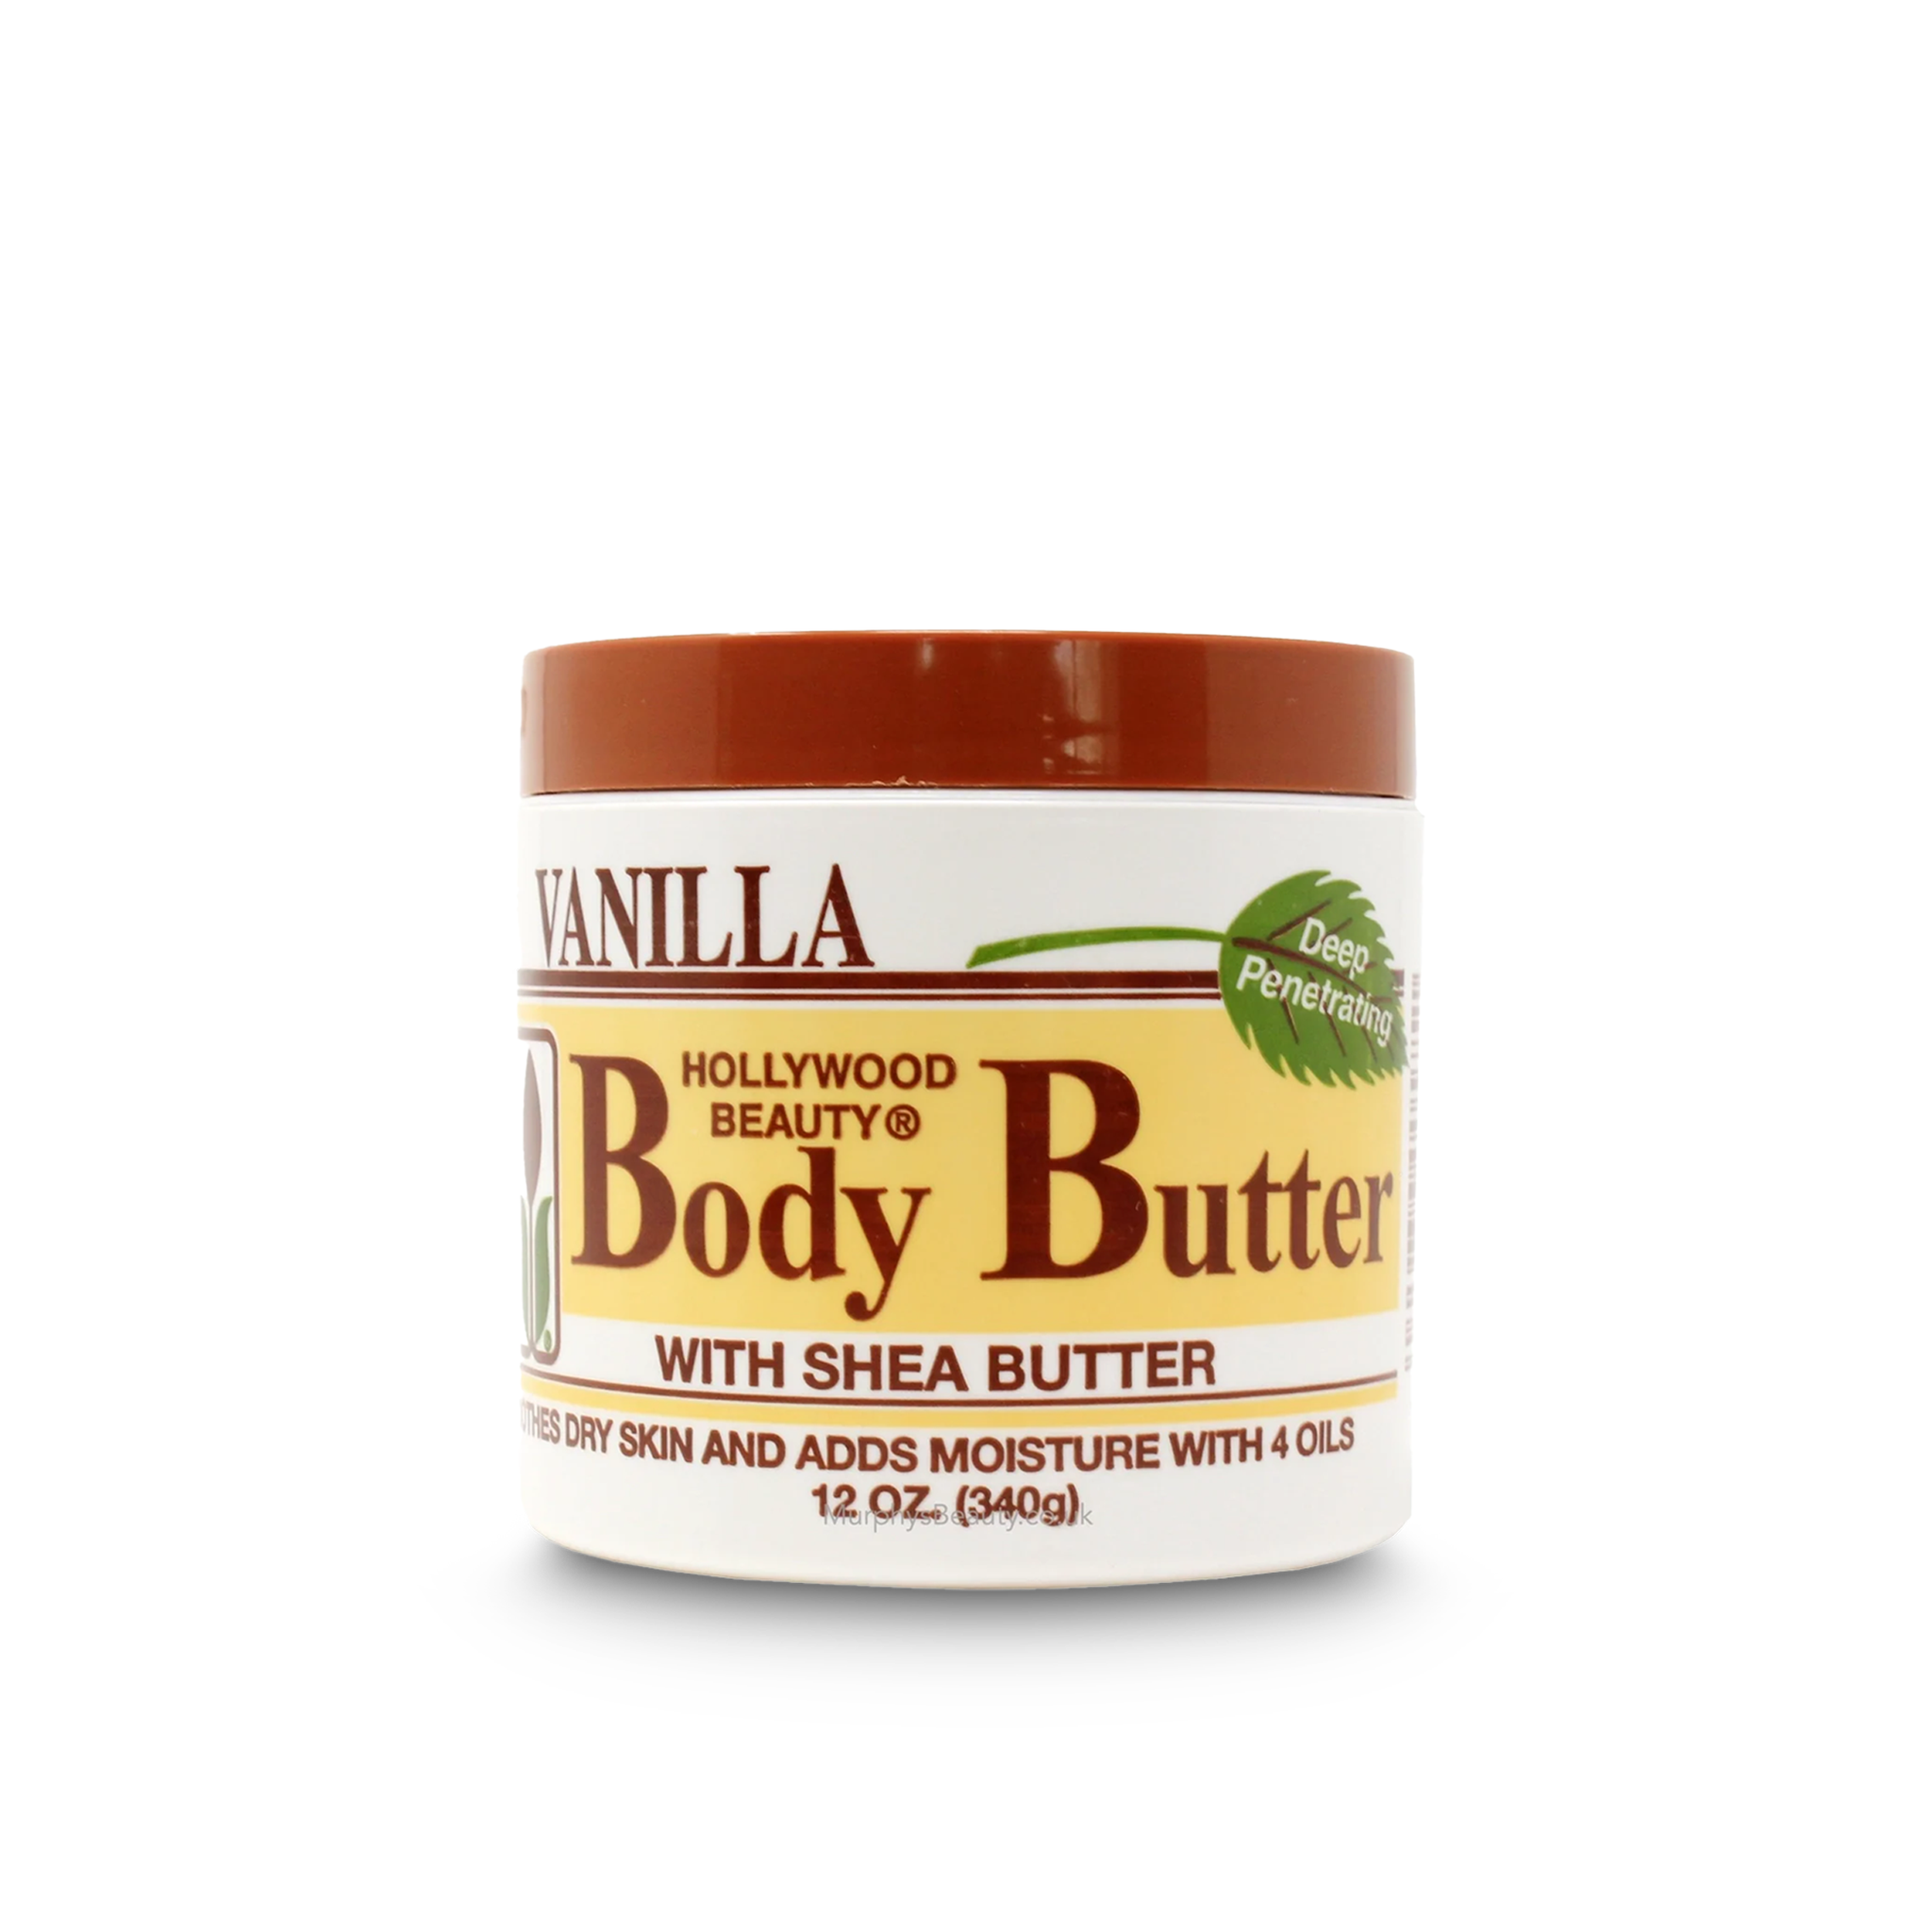 VANILLA
Deep
Penetrating
HOLLYWOOD
BEAUTY®
Body Butter
WITH SHEA BUTTER
DRY SKIN AND ADDS MOISTURE WITH 4 OILS
12 OZ. (340g)
MurphysBeauty.co.uk